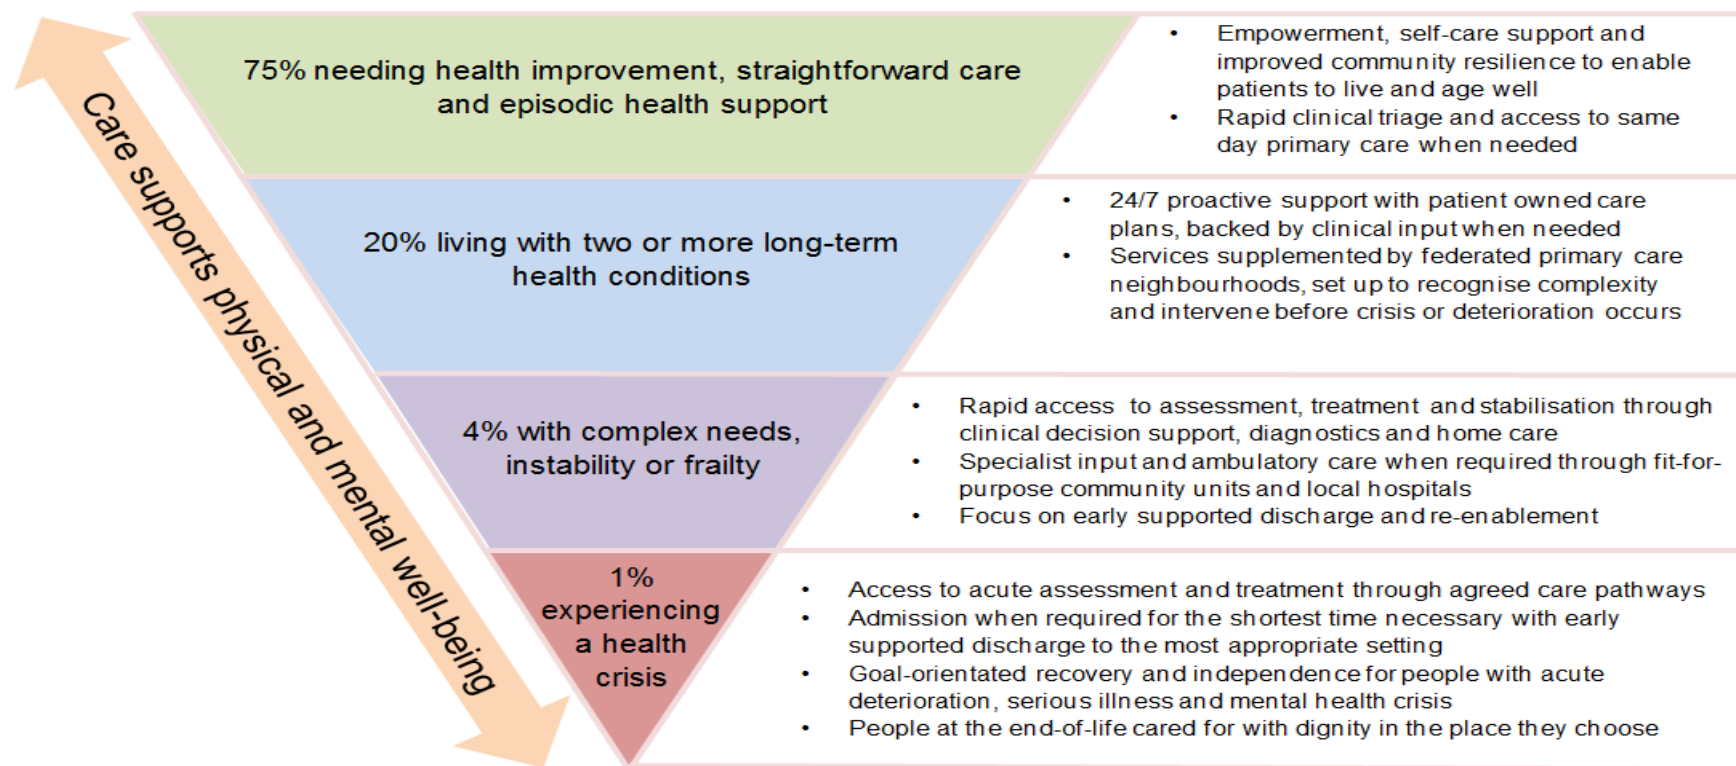 Care supports physical and mental well-being
75% needing health improvement, straightforward care
and episodic health support
• Empowerment, self-care support and
improved community resilience to enable
patients to live and age well
• Rapid clinical triage and access to same
day primary care when needed
20% living with two or more long-term
health conditions
• 24/7 proactive support with patient owned care
plans, backed by clinical input when needed
• Services supplemented by federated primary care
neighbourhoods, set up to recognise complexity
and intervene before crisis or deterioration occurs
4% with complex needs,
instability or frailty
• Rapid access to assessment, treatment and stabilisation through
clinical decision support, diagnostics and home care
• Specialist input and ambulatory care when required through fit-for-
purpose community units and local hospitals
• Focus on early supported discharge and re-enablement
1%
experiencing
a health
crisis
• Access to acute assessment and treatment through agreed care pathways
• Admission when required for the shortest time necessary with early
supported discharge to the most appropriate setting
• Goal-orientated recovery and independence for people with acute
deterioration, serious illness and mental health crisis
• People at the end-of-life cared for with dignity in the place they choose